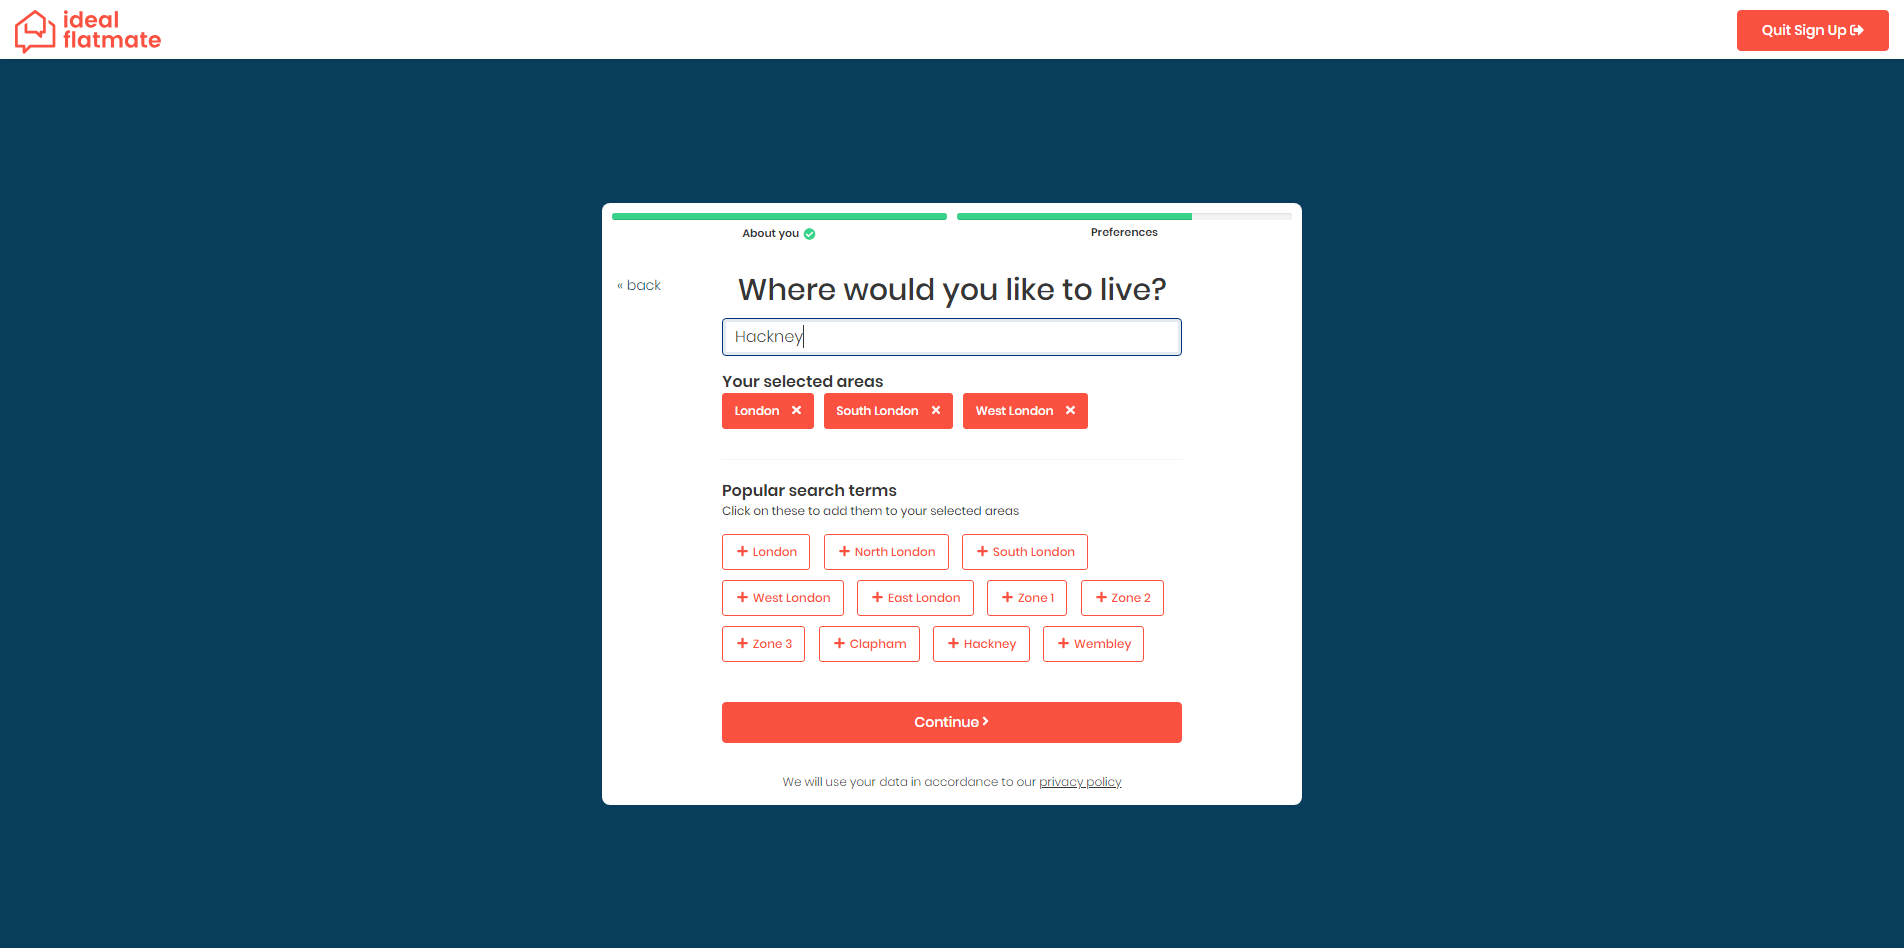 ideal
flatmate
Quit Sign Up
About you
Preferences
« back
Where would you like to live?
Hackney
Your selected areas
London
South London
West London
Popular search terms
Click on these to add them to your selected areas
London
North London
South London
West London
East London
Zone 1
Zone 2
Zone 3
Clapham
Hackney
Wembley
Continue
We will use your data in accordance to our privacy policy